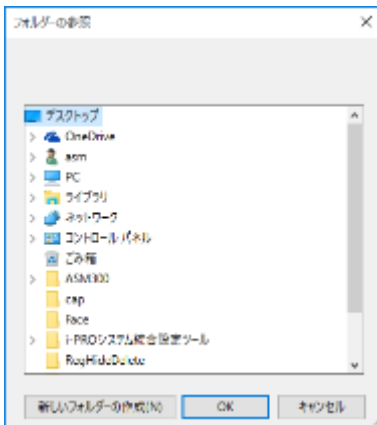 フォルダーの参照
デスクトップ
OneDrive
asm
PC
ライブラリ
ネットワーク
コントロール パネル
ごみ箱
ASM300
cap
Face
i-PROシステム統合設定ツール
RegHideDelete
新しいフォルダーの作成(N)
OK
キャンセル